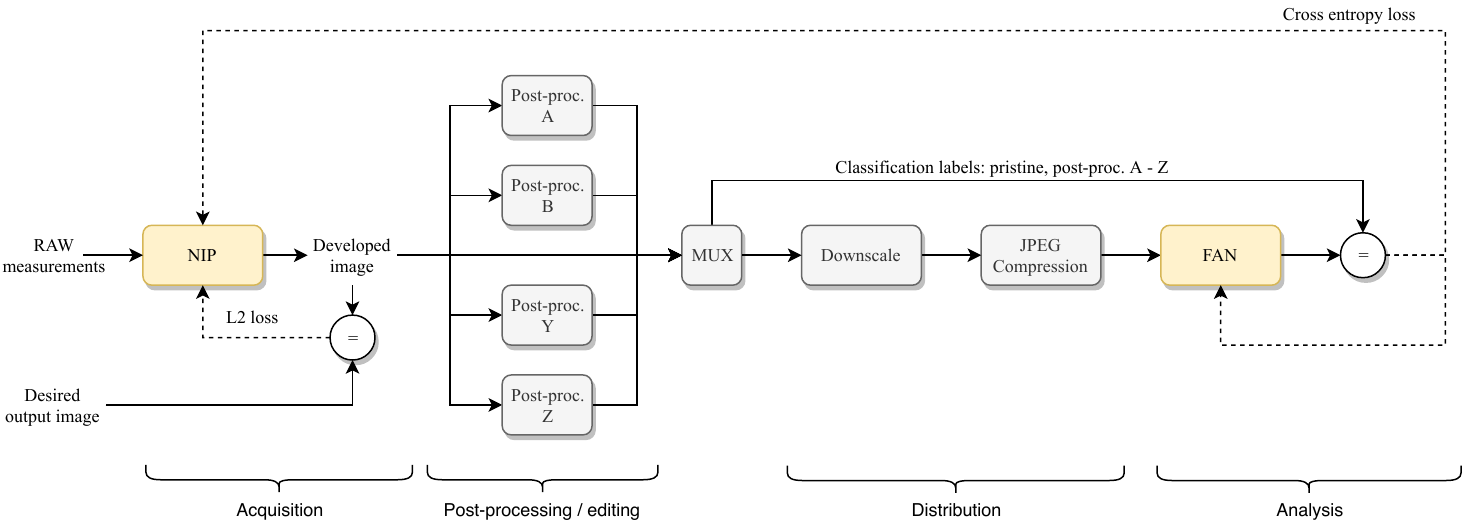 Cross entropy loss
Post-proc.
A
Post-proc.
B
Classification labels: pristine, post-proc. A - Z
RAW
measurements
NIP
Developed
image
MUX
Downscale
JPEG
Compression
FAN
=
L2 loss
=
Post-proc.
Y
Desired
output image
Post-proc.
Z
Acquisition
Post-processing / editing
Distribution
Analysis